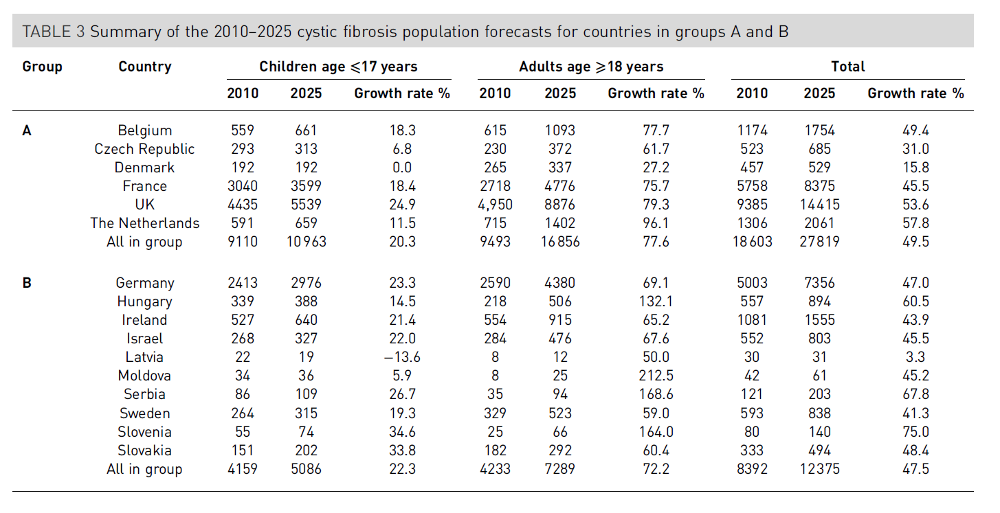 TABLE 3 Summary of the 2010–2025 cystic fibrosis population forecasts for countries in groups A and B
Group Country Children age ⩽17 years Adults age ⩾18 years Total
2010 2025 Growth rate % 2010 2025 Growth rate % 2010 2025 Growth rate %
A Belgium 559 661 18.3 615 1093 77.7 1174 1754 49.4
Czech Republic 293 313 6.8 230 372 61.7 523 685 31.0
Denmark 192 192 0.0 265 337 27.2 457 529 15.8
France 3040 3599 18.4 2718 4776 75.7 5758 8375 45.5
UK 4435 5539 24.9 4,950 8876 79.3 9385 14415 53.6
The Netherlands 591 659 11.5 715 1402 96.1 1306 2061 57.8
All in group 9110 10 963 20.3 9493 16 856 77.6 18 603 27819 49.5
B Germany 2413 2976 23.3 2590 4380 69.1 5003 7356 47.0
Hungary 339 388 14.5 218 506 132.1 557 894 60.5
Ireland 527 640 21.4 554 915 65.2 1081 1555 43.9
Israel 268 327 22.0 284 476 67.6 552 803 45.5
Latvia 22 19 −13.6 8 12 50.0 30 31 3.3
Moldova 34 36 5.9 8 25 212.5 42 61 45.2
Serbia 86 109 26.7 35 94 168.6 121 203 67.8
Sweden 264 315 19.3 329 523 59.0 593 838 41.3
Slovenia 55 74 34.6 25 66 164.0 80 140 75.0
Slovakia 151 202 33.8 182 292 60.4 333 494 48.4
All in group 4159 5086 22.3 4233 7289 72.2 8392 12 375 47.5